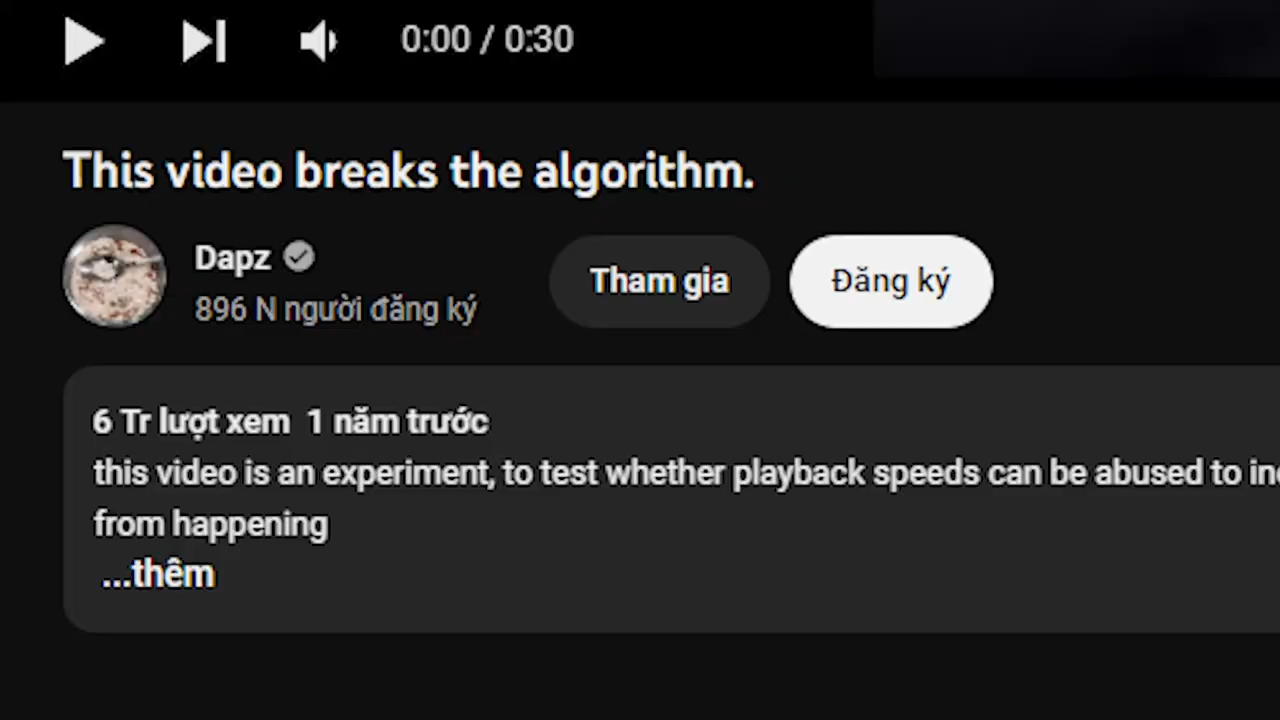 0:00 / 0:30
This video breaks the algorithm.
Dapz
896 N người đăng ký
Tham gia
Đăng ký
6 Tr lượt xem 1 năm trước
this video is an experiment, to test whether playback speeds can be abused to
from happening
...thêm